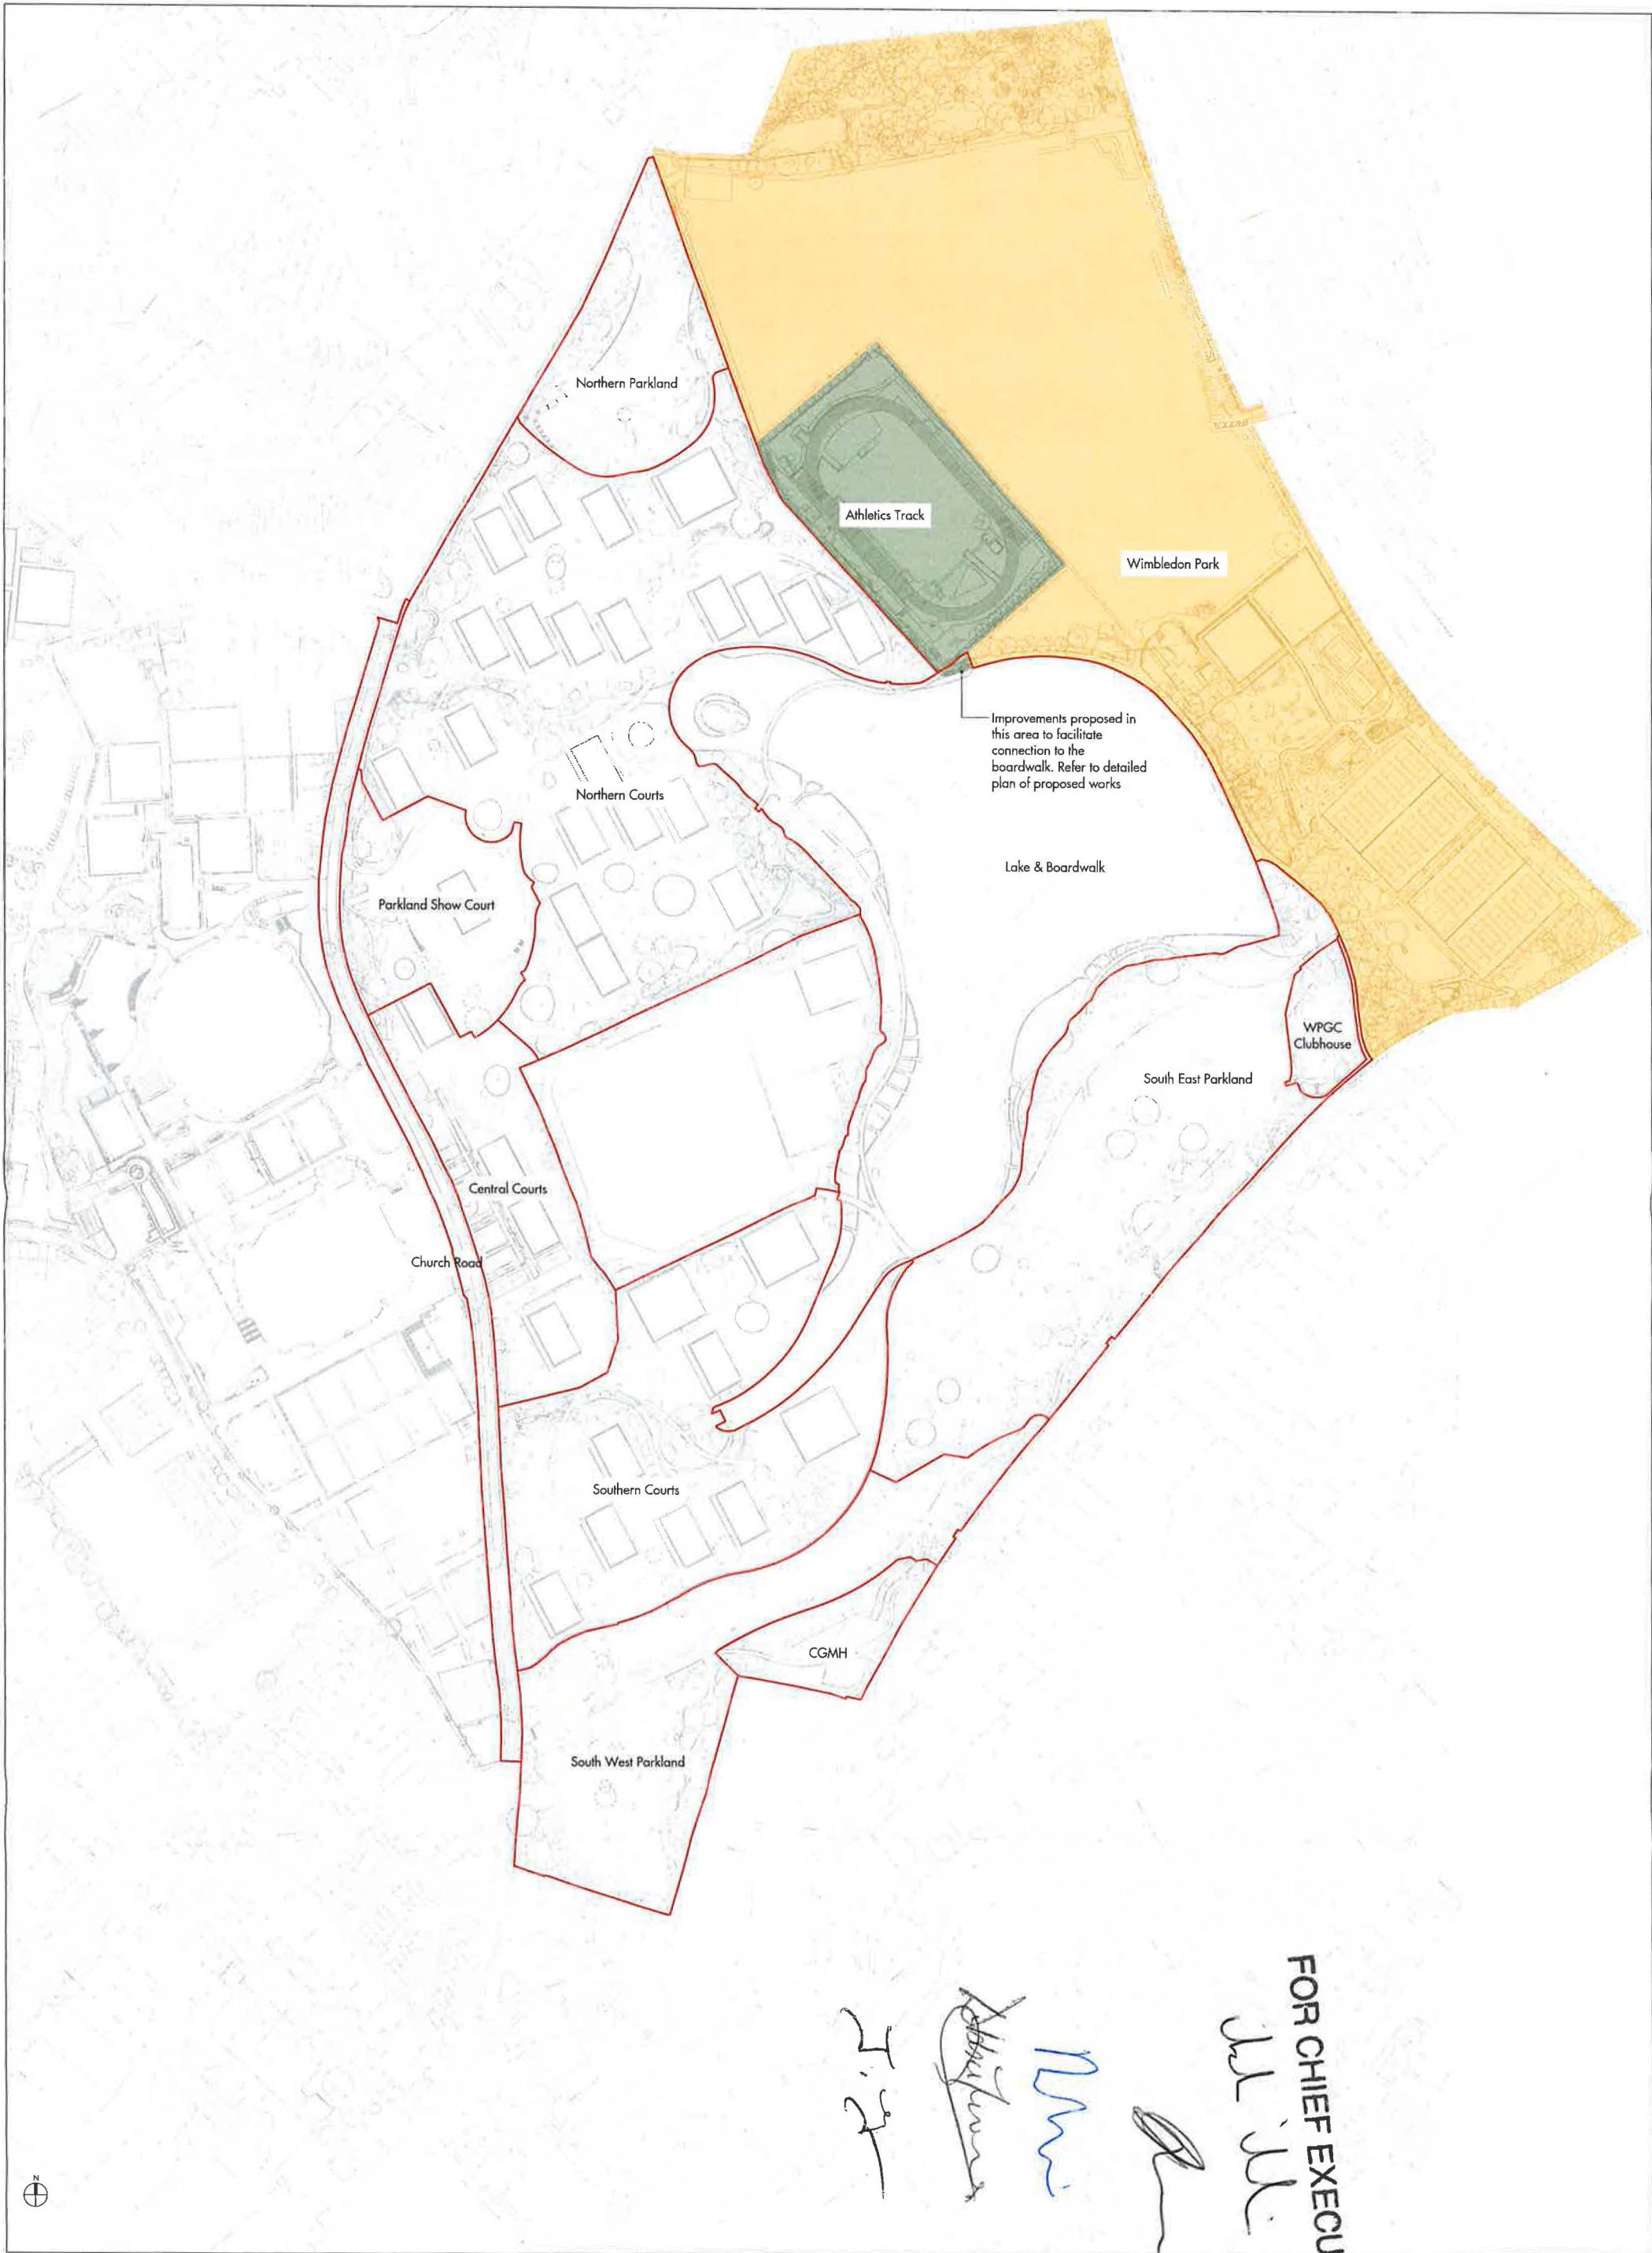 Northern Parkland
Athletics Track
Wimbledon Park
Improvements proposed in
this area to facilitate
connection to the
boardwalk. Refer to detailed
plan of proposed works
Northern Courts
Lake & Boardwalk
Parkland Show Court
WPGC
Clubhouse
South East Parkland
Central Courts
Church Road
Southern Courts
CGMH
South West Parkland
FOR CHIEF EXECU
N